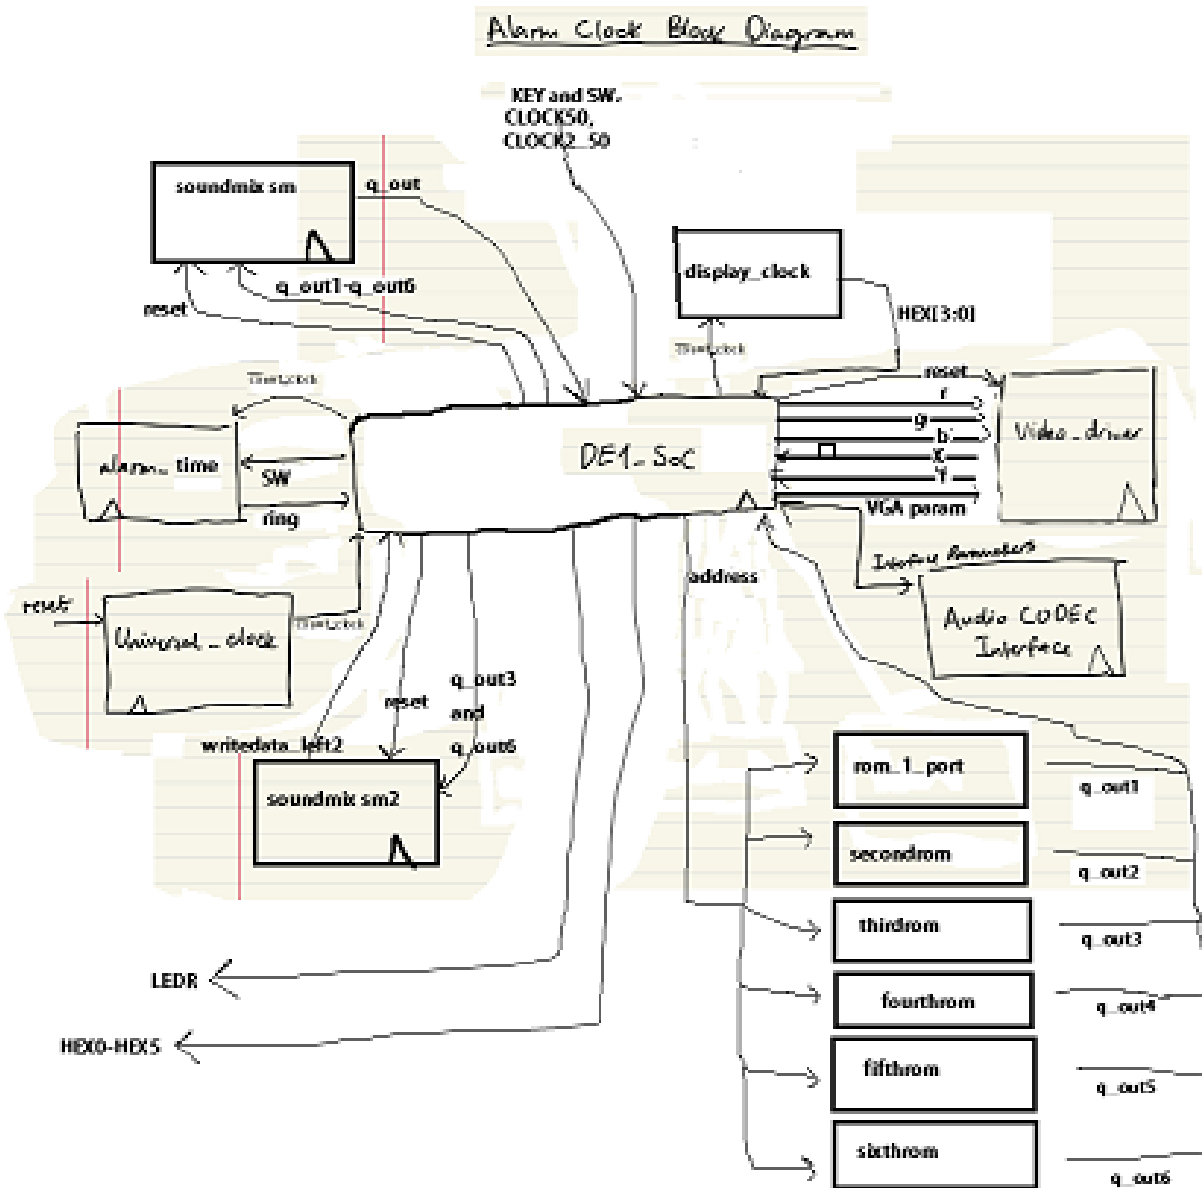 Alarm Clock Block Diagram
KEY and SW,
CLOCK50,
CLOCK2_50
soundmix sm
q_out
q_out1-q_out6
reset
display_clock
HEX[3:0]
reset
r
g
b
X
Y
VGA param
Video_driver
DE1_SoC
alarm_time
SW
ring
reset
Universal_clock
address
Interface Parameters
Audio CODEC
Interface
q_out3
and
q_out6
reset
writedata_left2
soundmix sm2
rom_1_port
q_out1
secondrom
q_out2
thirdrom
q_out3
fourthrom
q_out4
fifthrom
q_out5
sixthrom
q_out6
LEDR
HEX0-HEX5